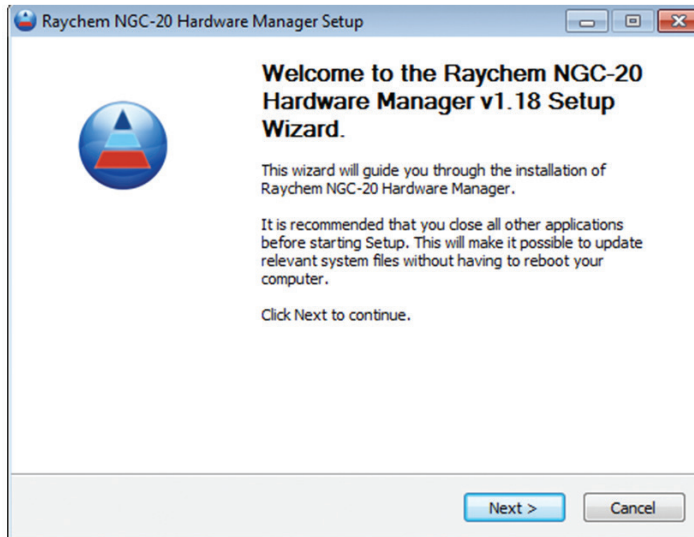 Raychem NGC-20 Hardware Manager Setup
Welcome to the Raychem NGC-20
Hardware Manager v1.18 Setup
Wizard.
This wizard will guide you through the installation of
Raychem NGC-20 Hardware Manager.
It is recommended that you close all other applications
before starting Setup. This will make it possible to update
relevant system files without having to reboot your
computer.
Click Next to continue.
Next >
Cancel